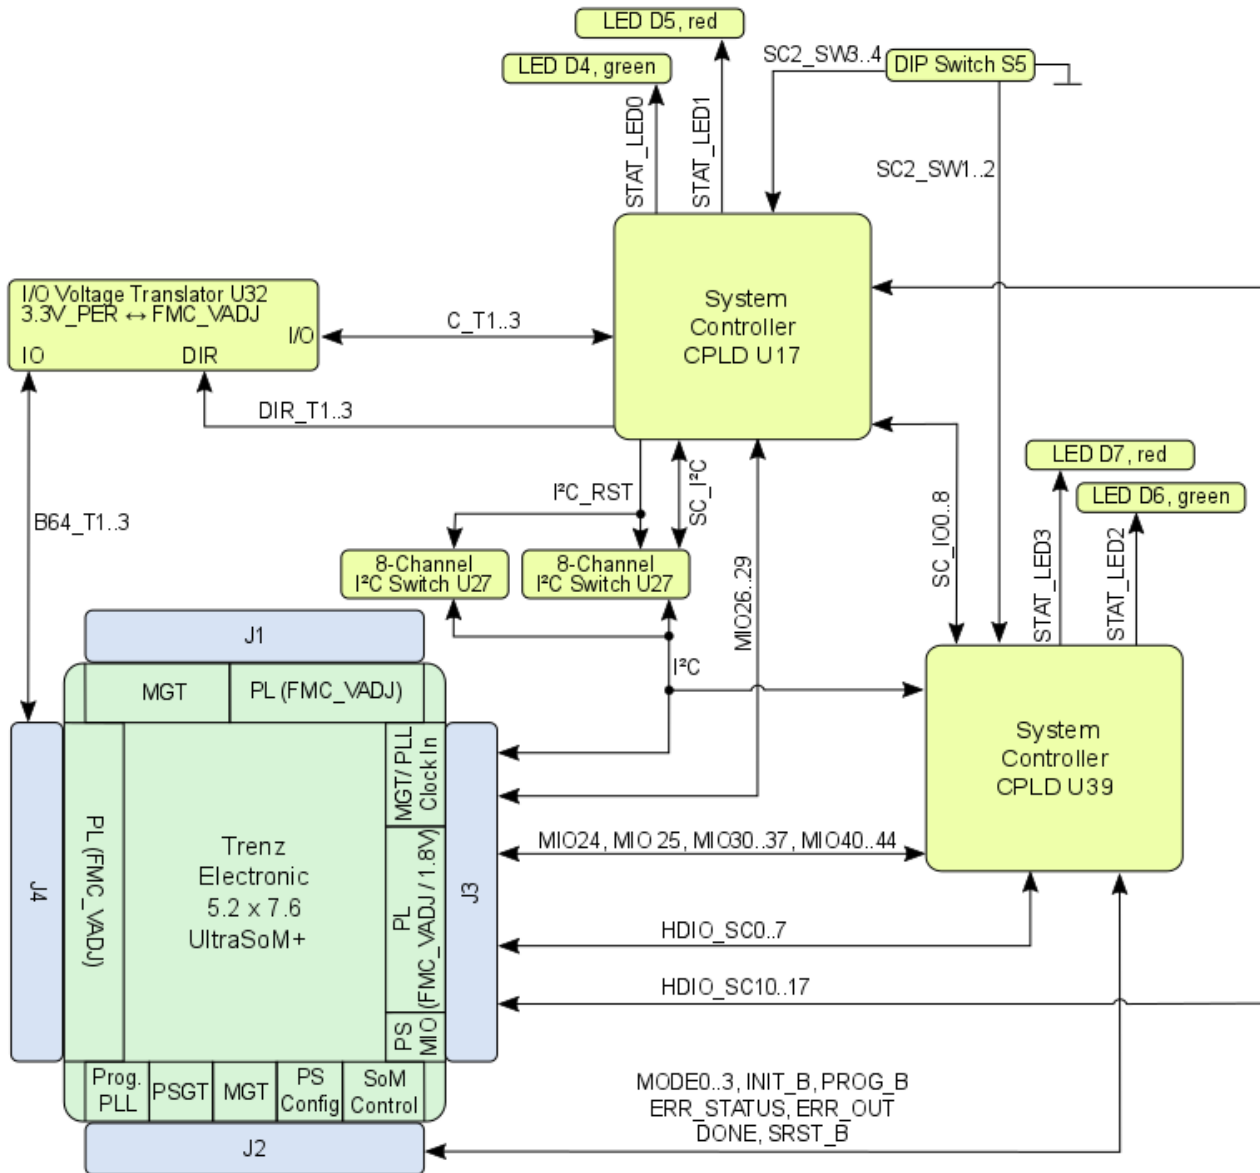 LED D5, red
LED D4, green
SC2_SW3..4
DIP Switch S5
STAT_LED0
STAT_LED1
SC2_SW1..2
I/O Voltage Translator U32
3.3V_PER ↔ FMC_VADJ
I/O
IO
DIR
C_T1..3
System
Controller
CPLD U17
DIR_T1..3
I²C_RST
SC_I²C
B64_T1..3
8-Channel
I²C Switch U27
8-Channel
I²C Switch U27
MIO26..29
SC_IO0..8
LED D7, red
LED D6, green
STAT_LED3
STAT_LED2
J1
I²C
MGT
PL (FMC_VADJ)
System
Controller
CPLD U39
MGT/ PLL
Clock In
J4
PL (FMC_VADJ)
Trenz
Electronic
5.2 x 7.6
UltraSoM+
PL
(FMC_VADJ / 1.8V)
J3
MIO24, MIO 25, MIO30..37, MIO40..44
HDIO_SC0..7
HDIO_SC10..17
PS
MIO
Prog.
PLL
PSGT
MGT
PS
Config
SoM
Control
MODE0..3, INIT_B, PROG_B
ERR_STATUS, ERR_OUT
DONE, SRST_B
J2